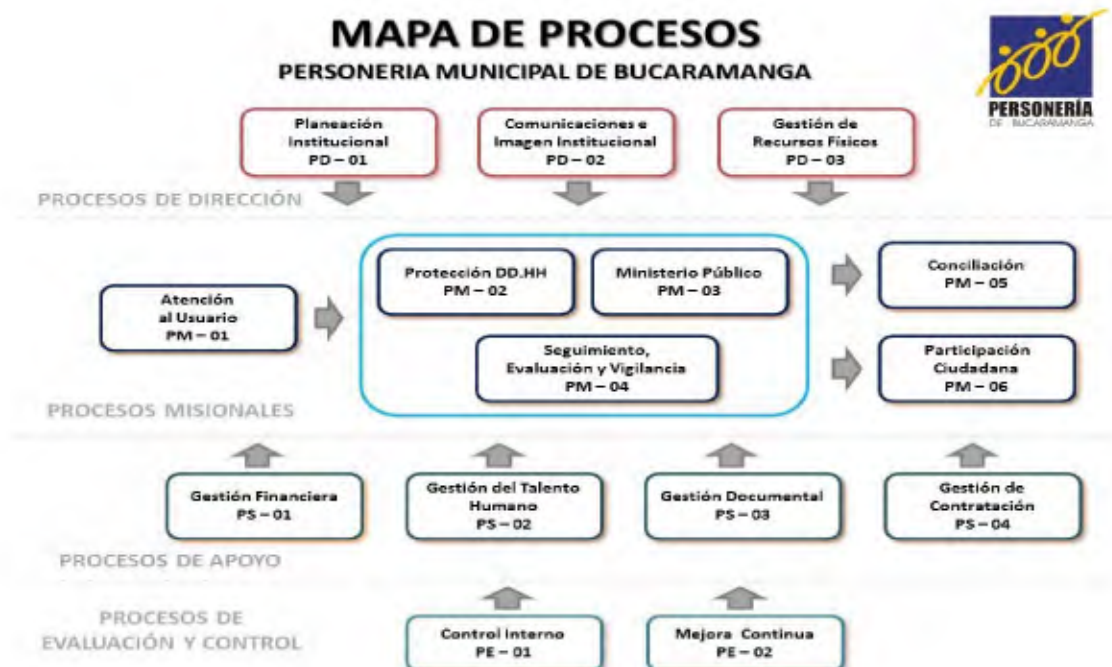 MAPA DE PROCESOS
PERSONERIA MUNICIPAL DE BUCARAMANGA
PERSONERÍA
DE BUCARAMANGA
Planeación
Institucional
PD – 01
Comunicaciones e
Imagen Institucional
PD – 02
Gestión de
Recursos Físicos
PD – 03
PROCESOS DE DIRECCIÓN
Atención
al Usuario
PM – 01
Protección DD.HH
PM – 02
Ministerio Público
PM – 03
Seguimiento,
Evaluación y Vigilancia
PM – 04
Conciliación
PM – 05
Participación
Ciudadana
PM – 06
PROCESOS MISIONALES
Gestión Financiera
PS – 01
Gestión del Talento
Humano
PS – 02
Gestión Documental
PS – 03
Gestión de
Contratación
PS – 04
PROCESOS DE APOYO
PROCESOS DE
EVALUACIÓN Y CONTROL
Control Interno
PE – 01
Mejora Continua
PE – 02